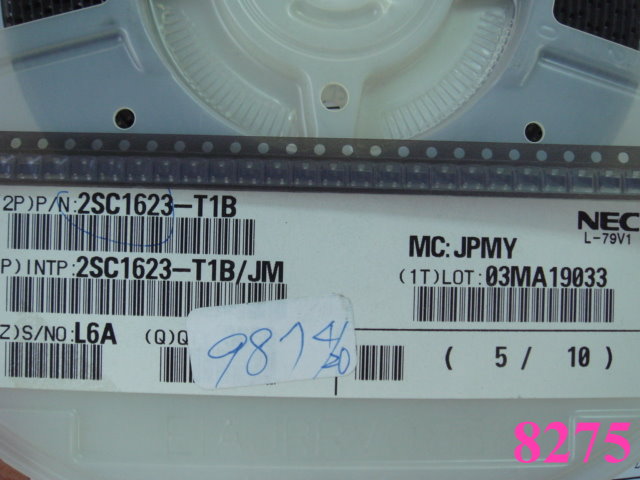 2P)P/N:2SC1623-T1B
NEC
L-79V1
MC:JPMY
P)INTP:2SC1623-T1B/JM
(1T)LOT:03MA19033
Z)S/NO:L6A
(Q)Q
( 5/ 10 )
8275